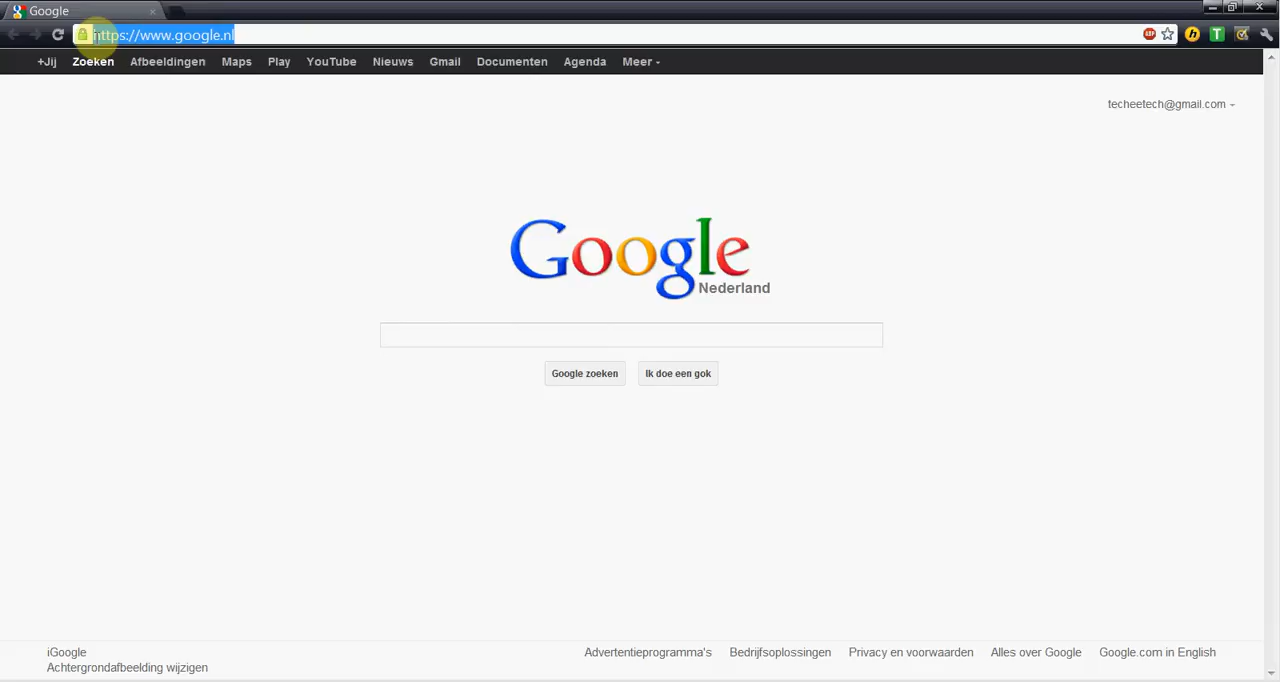 Google
https://www.google.nl
ABP h T
+Jij Zoeken Afbeeldingen Maps Play YouTube Nieuws Gmail Documenten Agenda Meer
techeetech@gmail.com
Google
Nederland
Google zoeken Ik doe een gok
iGoogle Advertentieprogramma's Bedrijfsoplossingen Privacy en voorwaarden Alles over Google Google.com in English
Achtergrondafbeelding wijzigen